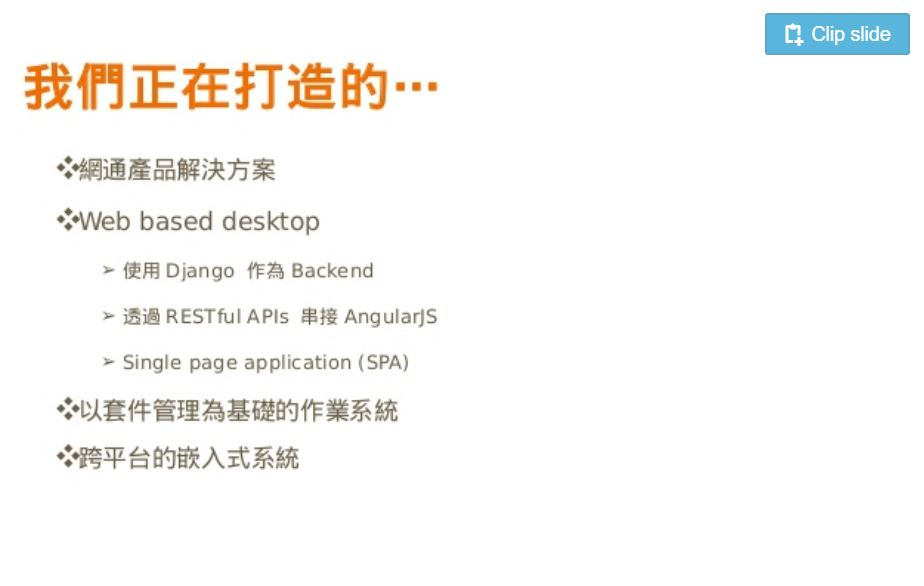 Clip slide
我們正在打造的…
❖網通產品解決方案
❖Web based desktop
➢ 使用 Django 作為 Backend
➢ 透過 RESTful APIs 串接 AngularJS
➢ Single page application (SPA)
❖以套件管理為基礎的作業系統
❖跨平台的嵌入式系統